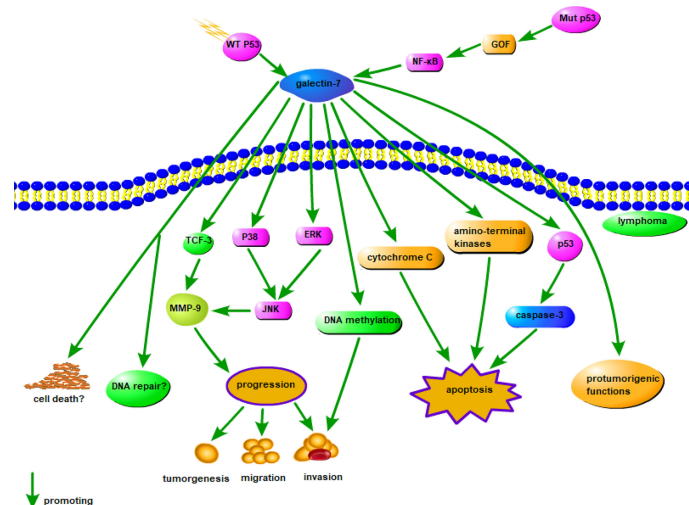 WT P53
Mut p53
GOF
NF-κB
galectin-7
lymphoma
TCF-3
P38
ERK
amino-terminal
kinases
p53
cytochrome C
MMP-9
JNK
DNA methylation
caspase-3
cell death?
DNA repair?
progression
apoptosis
protumorigenic
functions
tumorgenesis
migration
invasion
promoting